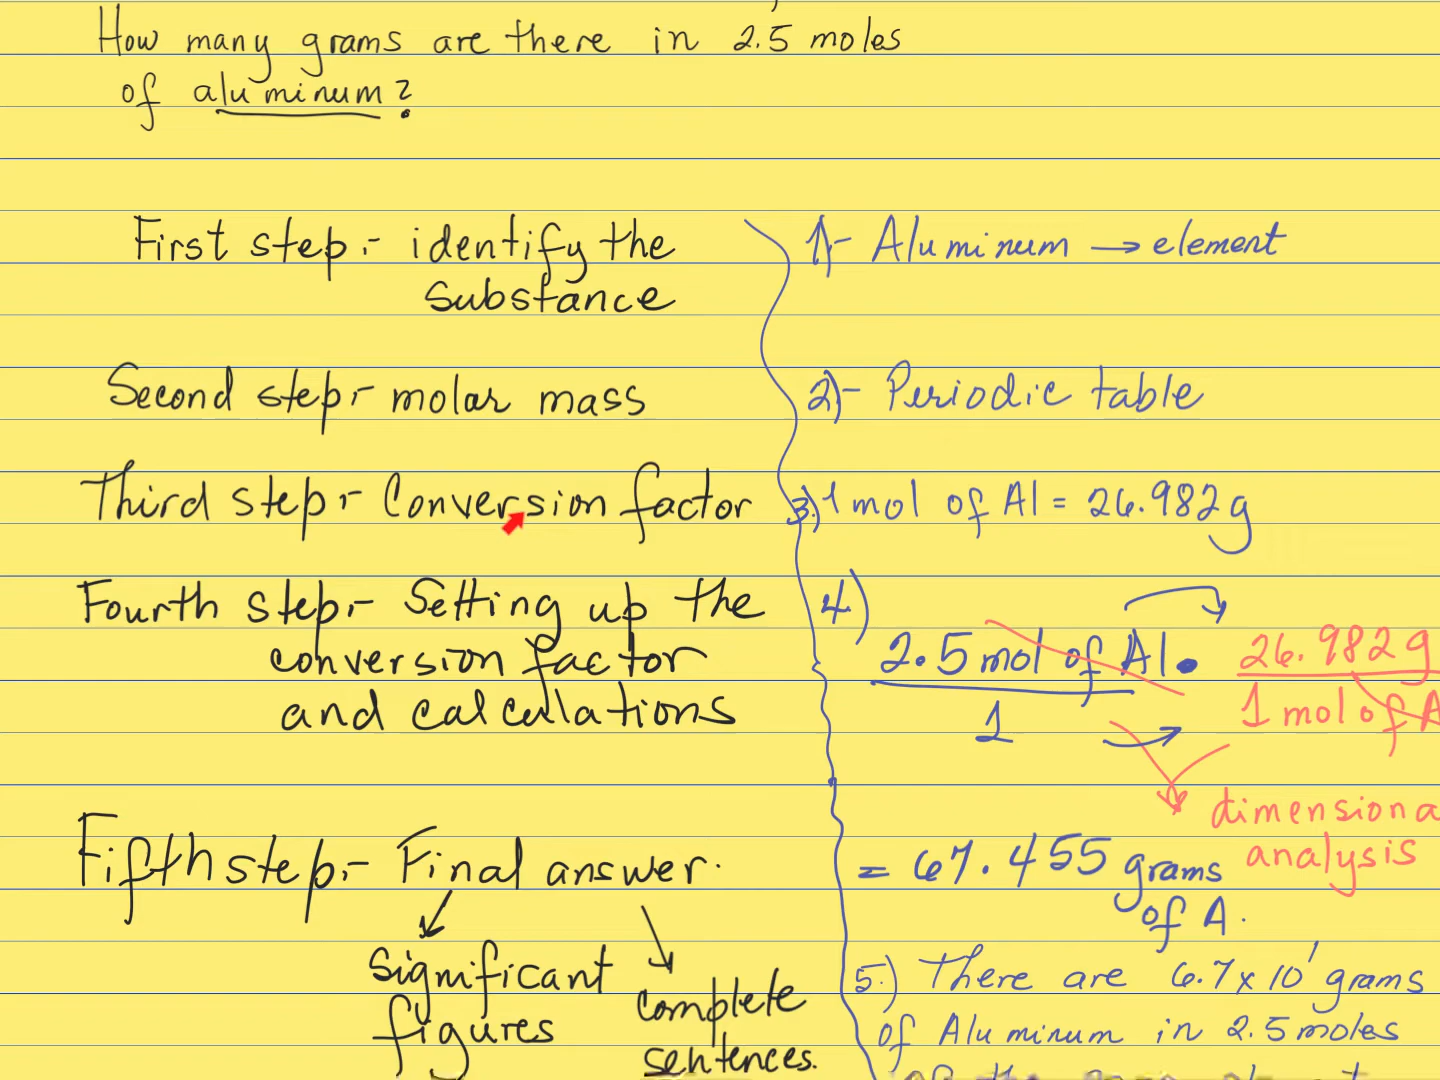 How many grams are there in 2.5 moles
of aluminum?
First step:- identify the
substance
Second step:- molar mass
Third step:- Conversion factor
Fourth step:- Setting up the
conversion factor
and calculations
Fifth step:- Final answer.
Significant
figures
complete
sentences.
1)- Aluminum → element
2)- Periodic table
3.) 1 mol of Al = 26.982g
4)
2.5 mol of Al • 26.982g
1 1 mol of A
dimensiona
analysis
= 67.455 grams
of A.
5.) There are 6.7 x 10¹ grams
of Aluminum in 2.5 moles